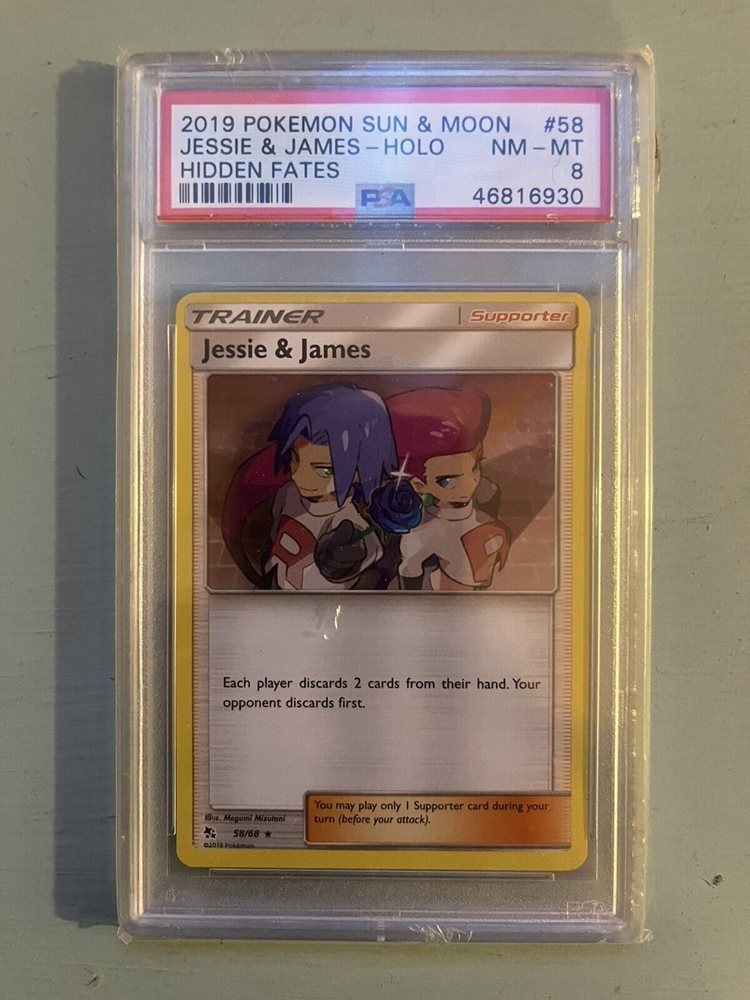 2019 POKEMON SUN & MOON #58
JESSIE & JAMES - HOLO NM - MT
HIDDEN FATES 8
PSA 46816930
TRAINER Supporter
Jessie & James
R
Each player discards 2 cards from their hand. Your
opponent discards first.
You may play only 1 Supporter card during your
turn (before your attack).
Illus. Megumi Mizutani
58/68 ★
©2019 Pokémon
PSA